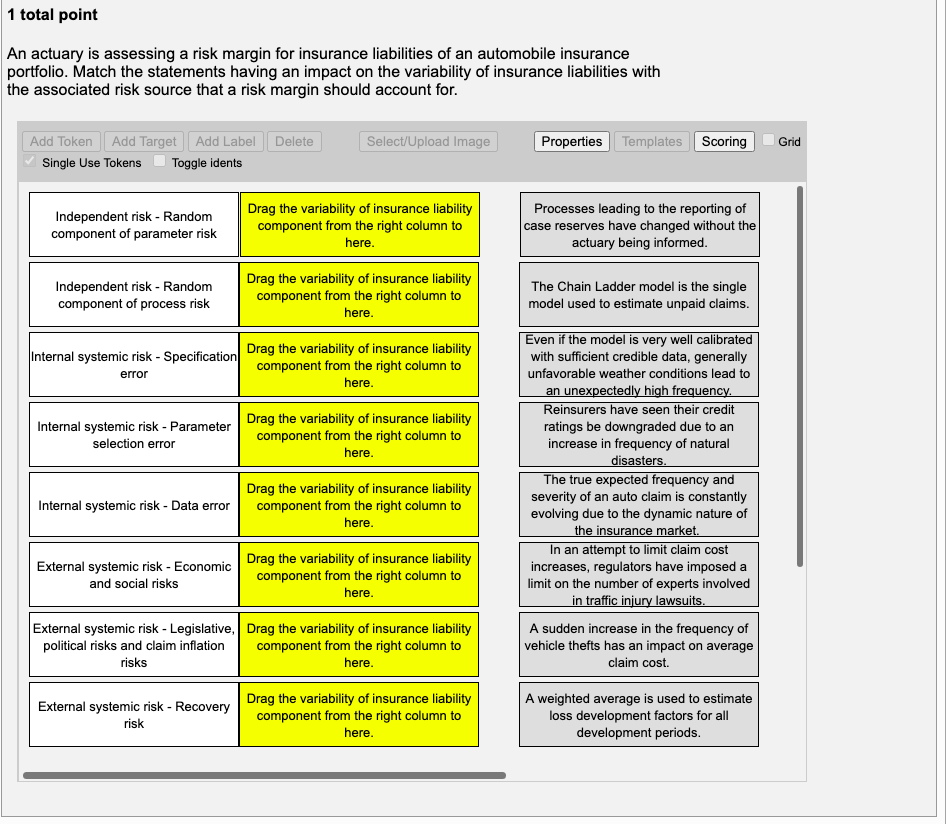 1 total point
An actuary is assessing a risk margin for insurance liabilities of an automobile insurance
portfolio. Match the statements having an impact on the variability of insurance liabilities with
the associated risk source that a risk margin should account for.
Add Token
Add Target
Add Label
Delete
Select/Upload Image
Properties
Templates
Scoring
Grid
Single Use Tokens
Toggle idents
Independent risk - Random
component of parameter risk
Drag the variability of insurance liability
component from the right column to
here.
Processes leading to the reporting of
case reserves have changed without the
actuary being informed.
Independent risk - Random
component of process risk
Drag the variability of insurance liability
component from the right column to
here.
The Chain Ladder model is the single
model used to estimate unpaid claims.
Internal systemic risk - Specification
error
Drag the variability of insurance liability
component from the right column to
here.
Even if the model is very well calibrated
with sufficient credible data, generally
unfavorable weather conditions lead to
an unexpectedly high frequency.
Internal systemic risk - Parameter
selection error
Drag the variability of insurance liability
component from the right column to
here.
Reinsurers have seen their credit
ratings be downgraded due to an
increase in frequency of natural
disasters.
Internal systemic risk - Data error
Drag the variability of insurance liability
component from the right column to
here.
The true expected frequency and
severity of an auto claim is constantly
evolving due to the dynamic nature of
the insurance market.
External systemic risk - Economic
and social risks
Drag the variability of insurance liability
component from the right column to
here.
In an attempt to limit claim cost
increases, regulators have imposed a
limit on the number of experts involved
in traffic injury lawsuits.
External systemic risk - Legislative,
political risks and claim inflation
risks
Drag the variability of insurance liability
component from the right column to
here.
A sudden increase in the frequency of
vehicle thefts has an impact on average
claim cost.
External systemic risk - Recovery
risk
Drag the variability of insurance liability
component from the right column to
here.
A weighted average is used to estimate
loss development factors for all
development periods.